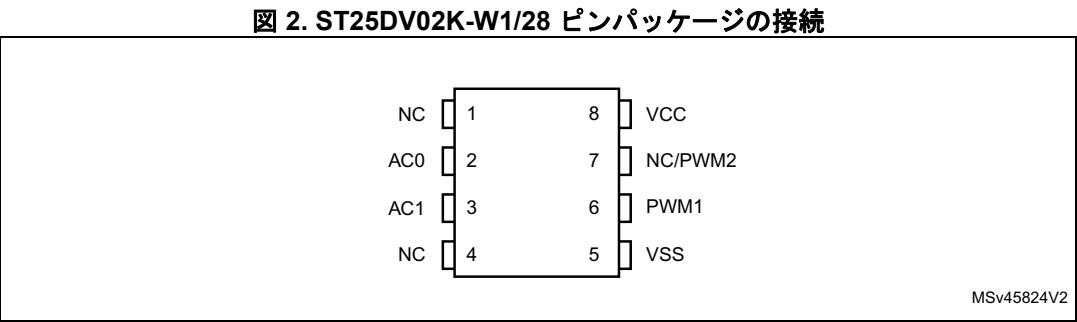 図 2. ST25DV02K-W1/28 ピンパッケージの接続
NC 1 8 VCC
AC0 2 7 NC/PWM2
AC1 3 6 PWM1
NC 4 5 VSS
MSv45824V2